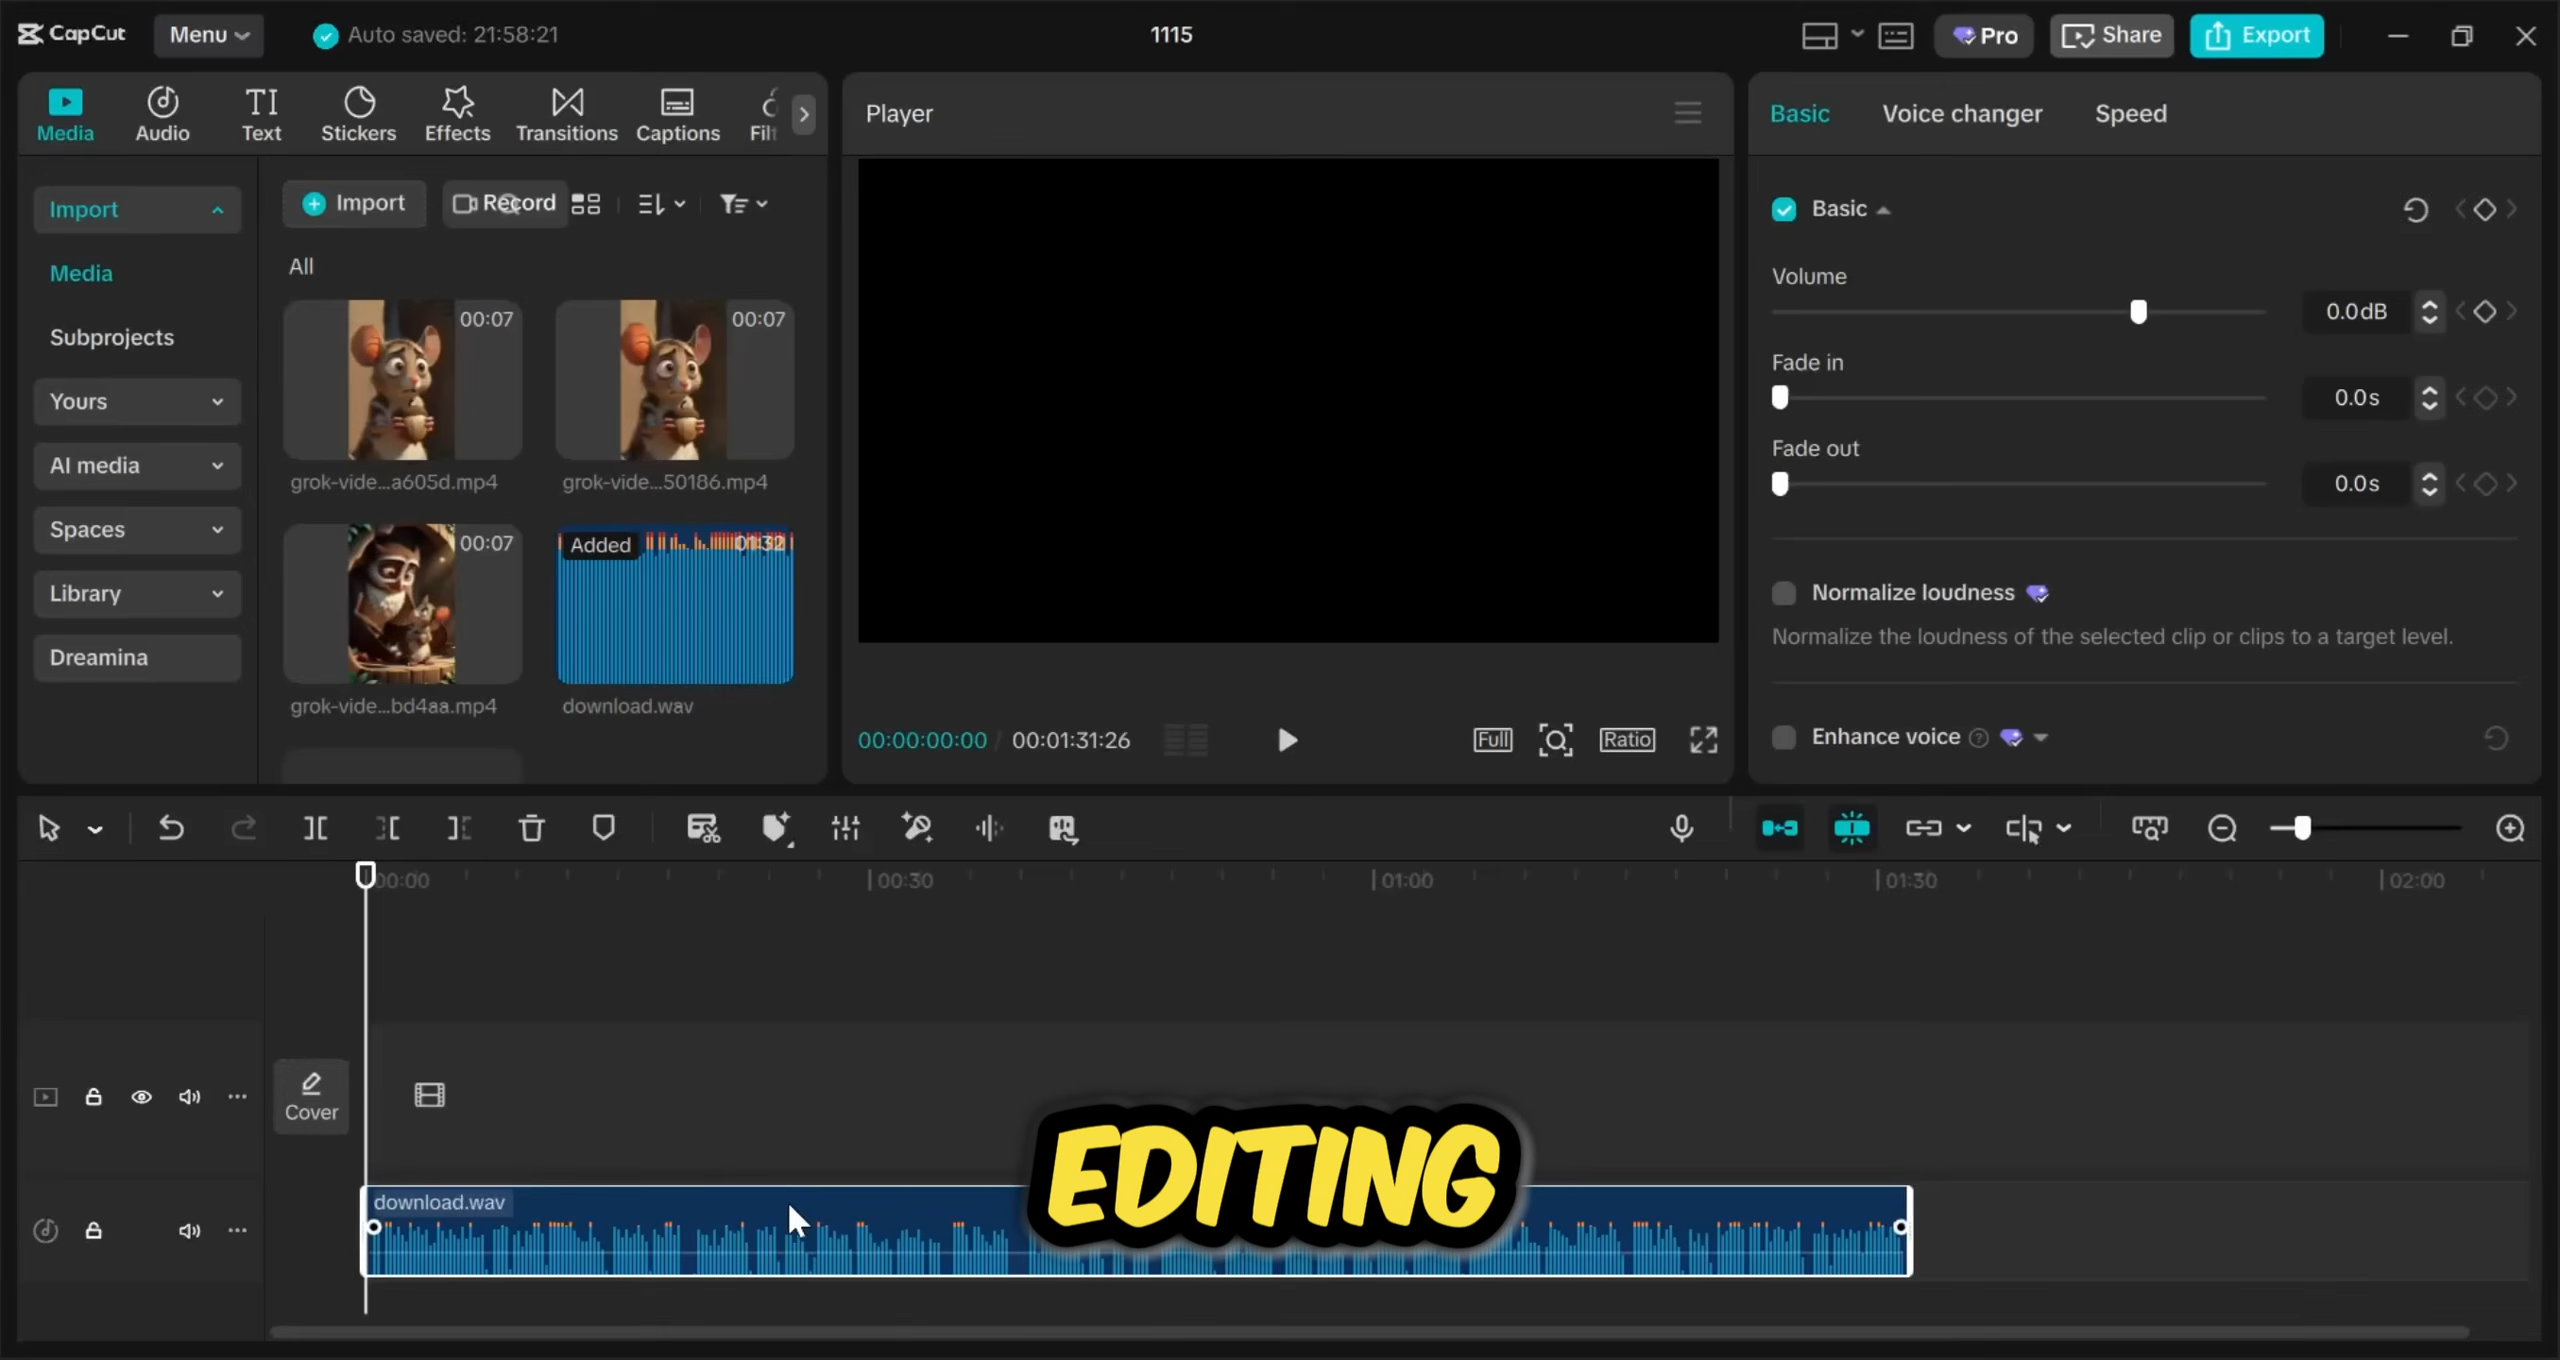 CapCut
Menu
Auto saved: 21:58:21
1115
Pro
Share
Export
Media
Audio
TI
Text
Stickers
Effects
Transitions
Captions
Filt
Player
Basic
Voice changer
Speed
Import
Media
Subprojects
Yours
AI media
Spaces
Library
Dreamina
Import
Record
All
00:07
00:07
grok-vide...a605d.mp4
grok-vide...50186.mp4
00:07
Added
01:32
grok-vide...bd4aa.mp4
download.wav
00:00:00:00 / 00:01:31:26
Full
Ratio
Basic
Volume
0.0dB
Fade in
0.0s
Fade out
0.0s
Normalize loudness
Normalize the loudness of the selected clip or clips to a target level.
Enhance voice
00:00
00:30
01:00
01:30
02:00
Cover
download.wav
EDITING